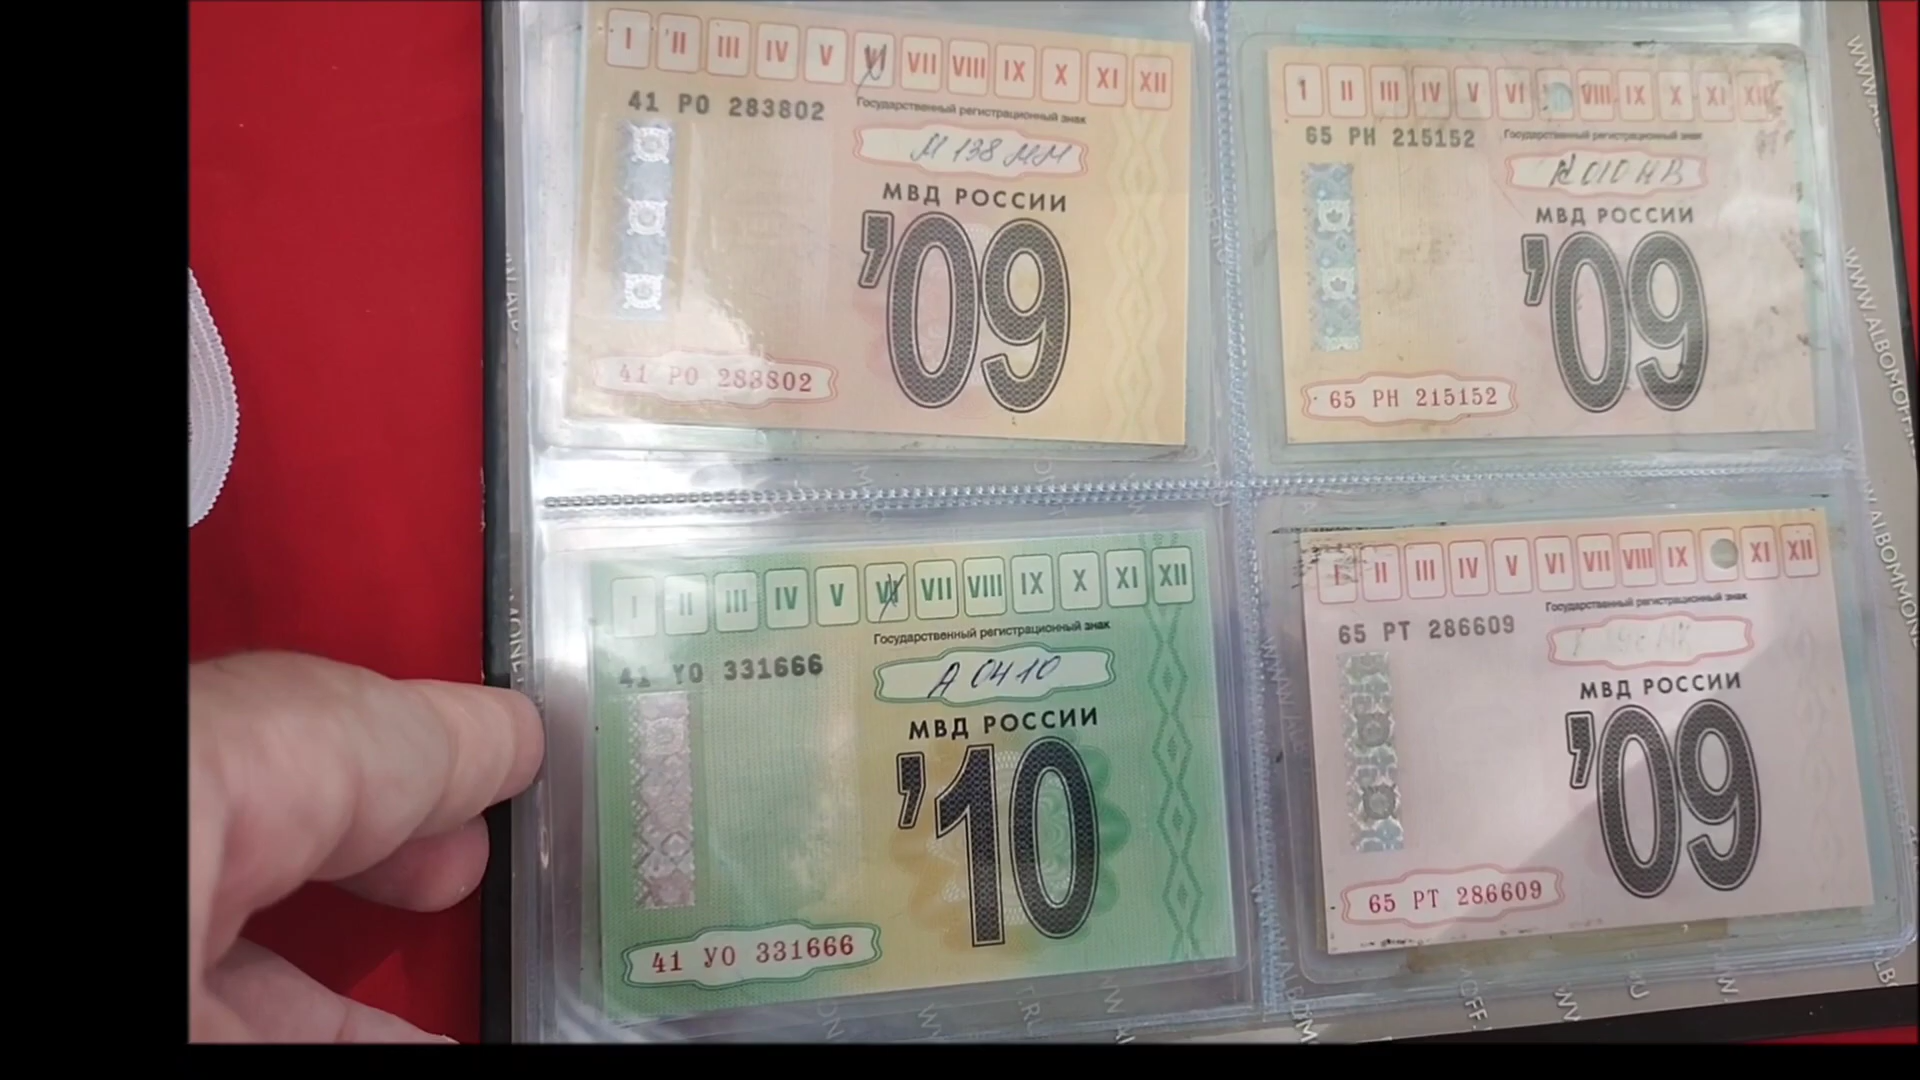 I II III IV V VI VII VIII IX X XI XII
41 РО 283802
Государственный регистрационный знак
М 138 ММ
МВД РОССИИ
'09
41 РО 283802
I II III IV V VI VIII IX X XI XII
65 РН 215152
Государственный регистрационный знак
МВД РОССИИ
'09
65 РН 215152
I II III IV V VI VII VIII IX X XI XII
Государственный регистрационный знак
41 УО 331666
А 0410
МВД РОССИИ
'10
41 УО 331666
I II III IV V VI VII VIII IX XI XII
Государственный регистрационный знак
65 РТ 286609
МВД РОССИИ
'09
65 РТ 286609
WWW.ALBOMOFF.RU